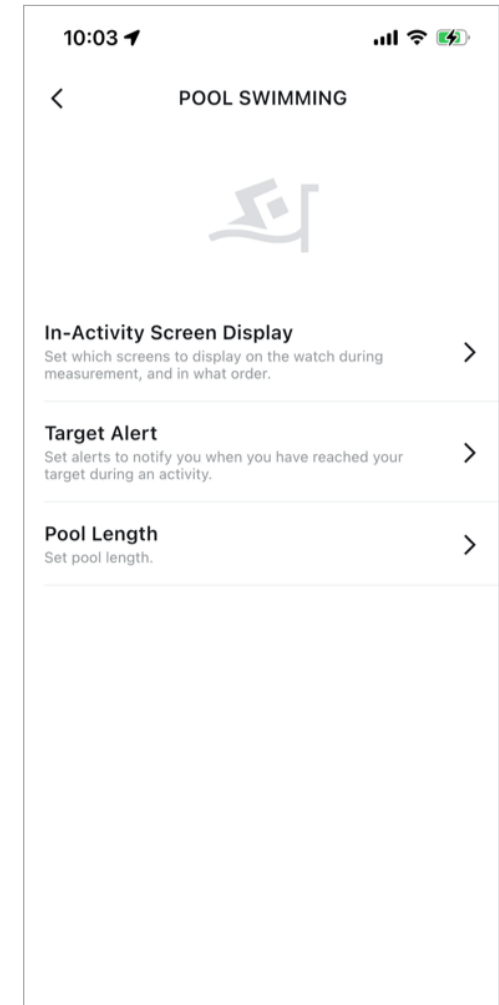 10:03
POOL SWIMMING
In-Activity Screen Display
Set which screens to display on the watch during
measurement, and in what order.
Target Alert
Set alerts to notify you when you have reached your
target during an activity.
Pool Length
Set pool length.